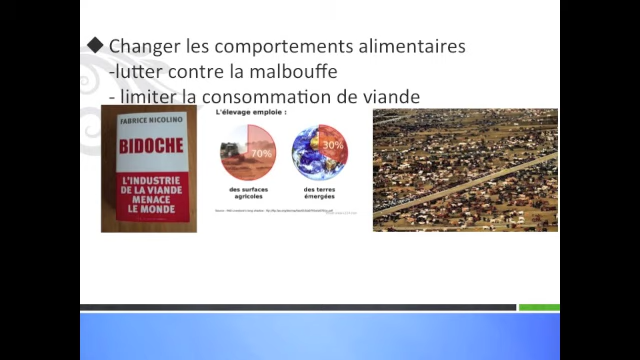 Changer les comportements alimentaires
-lutter contre la malbouffe
- limiter la consommation de viande
FABRICE NICOLINO
BIDOCHE
L'INDUSTRIE
DE LA VIANDE
MENACE
LE MONDE
L'élevage emploie :
70%
30%
des surfaces
agricoles
des terres
émergées